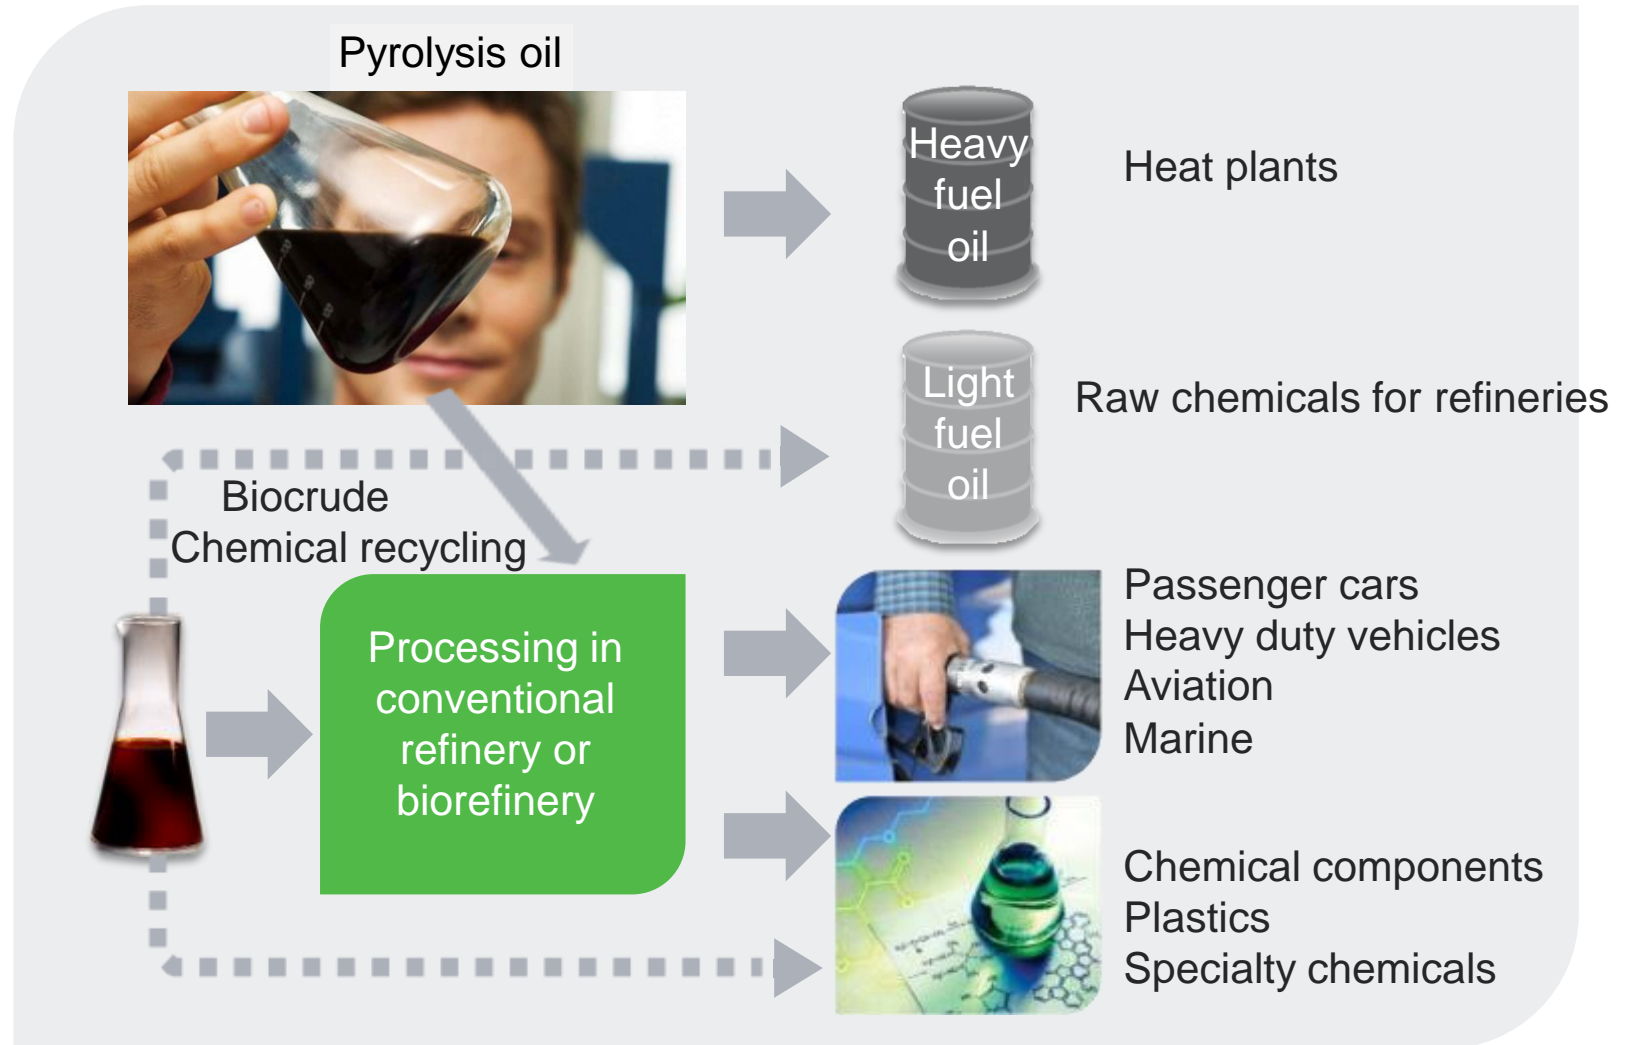 Pyrolysis oil
Heavy
fuel
oil
Heat plants
Light
fuel
oil
Raw chemicals for refineries
Biocrude
Chemical recycling
Processing in
conventional
refinery or
biorefinery
Passenger cars
Heavy duty vehicles
Aviation
Marine
Chemical components
Plastics
Specialty chemicals